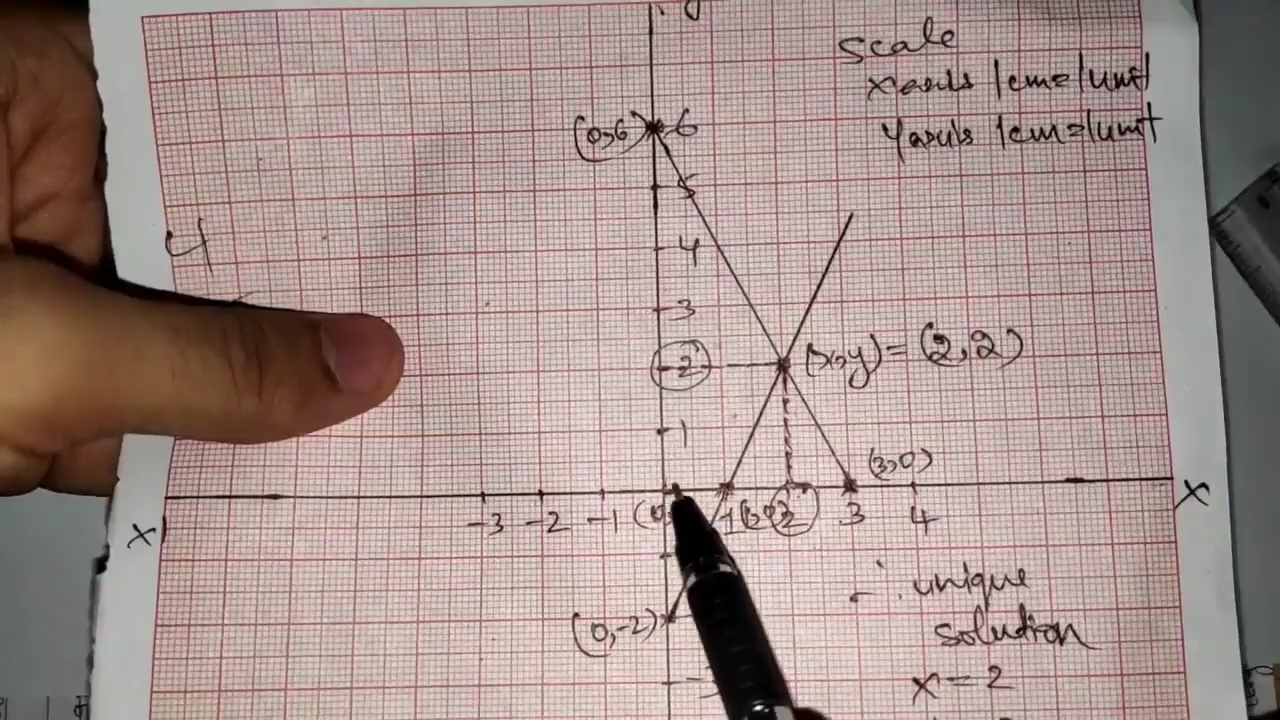 Scale
X axis 1cm=1unit
Y axis 1cm=1unit
(0,6) 6
5
4
3
2 (x,y)=(2,2)
1
(3,0)
X -3 -2 -1 1 2 3 4 X
∴ unique
solution
(0,-2)
x=2